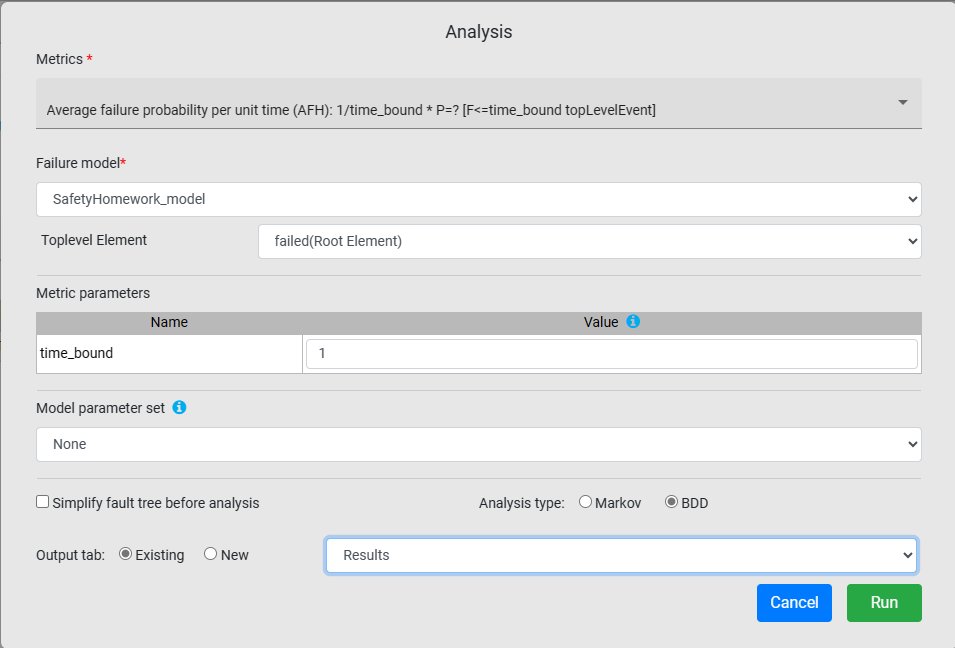 Analysis
Metrics *
Average failure probability per unit time (AFH): 1/time_bound * P=? [F<=time_bound topLevelEvent]
Failure model*
SafetyHomework_model
Toplevel Element failed(Root Element)
Metric parameters
Name Value i
time_bound 1
Model parameter set i
None
Simplify fault tree before analysis Analysis type: Markov BDD
Output tab: Existing New Results
Cancel Run